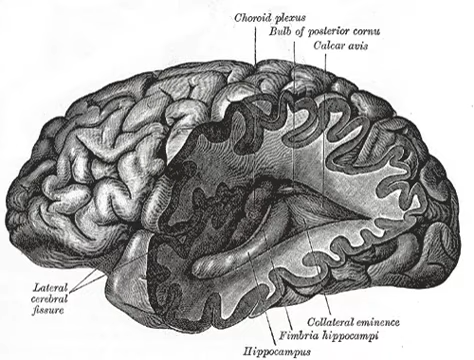 Choroid plexus
Bulb of posterior cornu
Calcar avis
Lateral
cerebral
fissure
Collateral eminence
Fimbria hippocampi
Hippocampus